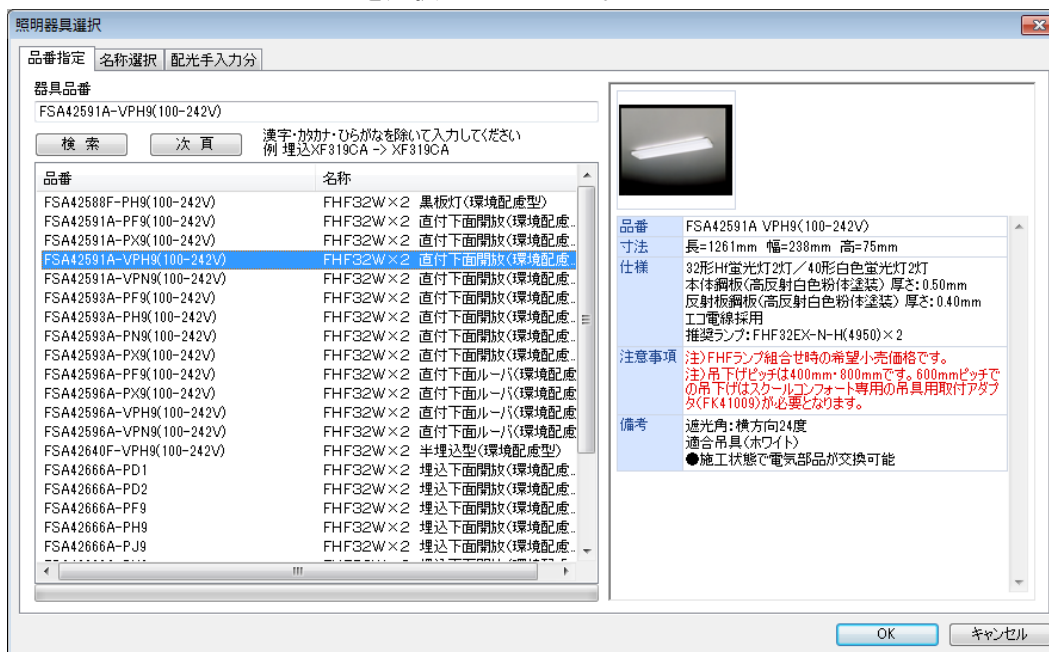 照明器具選択
品番指定 名称選択 配光手入力分
器具品番
FSA42591A-VPH9(100-242V)
検 索 次 頁 漢字・カタカナ・ひらがなを除いて入力してください
例 埋込XF319CA -> XF319CA
品番 名称
FSA42588F-PH9(100-242V) FHF32W×2 黒板灯(環境配慮型)
FSA42591A-PF9(100-242V) FHF32W×2 直付下面開放(環境配慮...
FSA42591A-PX9(100-242V) FHF32W×2 直付下面開放(環境配慮...
FSA42591A-VPH9(100-242V) FHF32W×2 直付下面開放(環境配慮...
FSA42591A-VPN9(100-242V) FHF32W×2 直付下面開放(環境配慮...
FSA42593A-PF9(100-242V) FHF32W×2 直付下面開放(環境配慮...
FSA42593A-PH9(100-242V) FHF32W×2 直付下面開放(環境配慮...
FSA42593A-PN9(100-242V) FHF32W×2 直付下面開放(環境配慮...
FSA42593A-PX9(100-242V) FHF32W×2 直付下面開放(環境配慮...
FSA42596A-PF9(100-242V) FHF32W×2 直付下面ルーバ(環境配慮
FSA42596A-PX9(100-242V) FHF32W×2 直付下面ルーバ(環境配慮
FSA42596A-VPH9(100-242V) FHF32W×2 直付下面ルーバ(環境配慮
FSA42596A-VPN9(100-242V) FHF32W×2 直付下面ルーバ(環境配慮
FSA42640F-VPH9(100-242V) FHF32W×2 半埋込型(環境配慮型)
FSA42666A-PD1 FHF32W×2 埋込下面開放(環境配慮...
FSA42666A-PD2 FHF32W×2 埋込下面開放(環境配慮...
FSA42666A-PF9 FHF32W×2 埋込下面開放(環境配慮...
FSA42666A-PH9 FHF32W×2 埋込下面開放(環境配慮...
FSA42666A-PJ9 FHF32W×2 埋込下面開放(環境配慮...
品番 FSA42591A VPH9(100-242V)
寸法 長=1261mm 幅=238mm 高=75mm
仕様 32形Hf蛍光灯2灯/40形白色蛍光灯2灯
本体鋼板(高反射白色粉体塗装) 厚さ:0.50mm
反射板鋼板(高反射白色粉体塗装) 厚さ:0.40mm
エコ電線採用
推奨ランプ:FHF32EX-N-H(4950)×2
注意事項 注)FHFランプ組合せ時の希望小売価格です。
注)吊下げピッチは400mm・800mmです。600mmピッチで
の吊下げはスクールコンフォート専用の吊具用取付アダプ
タ(FK41009)が必要となります。
備考 遮光角:横方向24度
適合吊具(ホワイト)
●施工状態で電気部品が交換可能
OK キャンセル